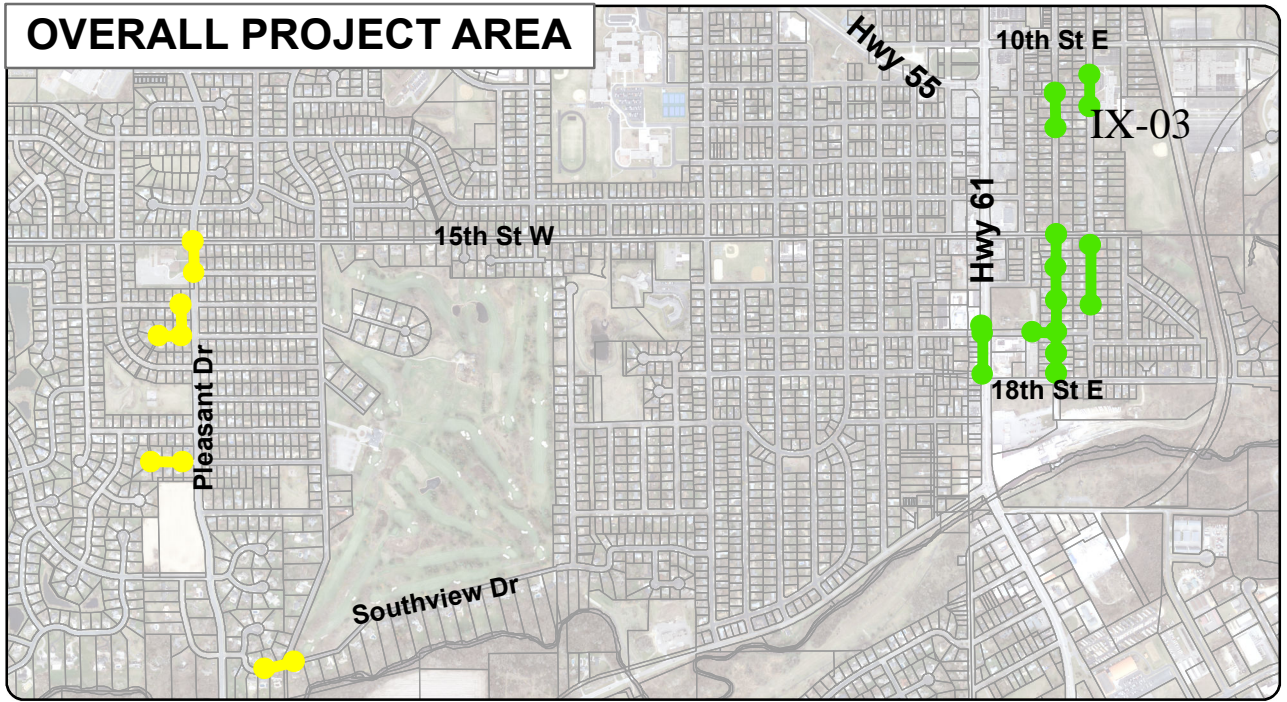 OVERALL PROJECT AREA
Hwy 55
10th St E
IX-03
Hwy 61
15th St W
Pleasant Dr
18th St E
Southview Dr